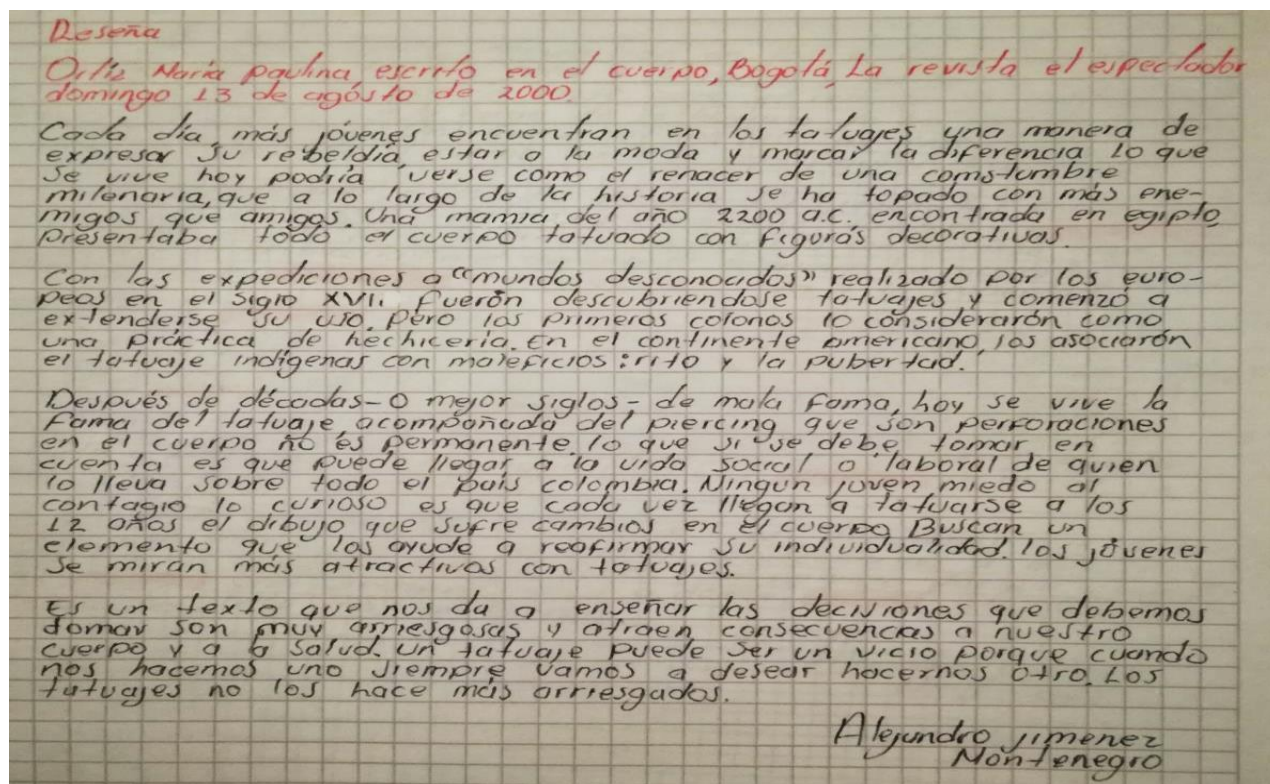 Reseña
Ortiz María paulina, escrito en el cuerpo, Bogotá, La revista el espectador
domingo 13 de agósto de 2000.
Cada día más jóvenes encuentran en los tatuajes una manera de
expresar su rebeldía, estar a la moda y marcar la diferencia lo que
se vive hoy podría verse como el renacer de una comstumbre
milenaria, que a lo largo de la historia se ha topado con más ene-
migos que amigos. Una mamia del año 2200 a.c. encontrada en egipto,
presentaba todo el cuerpo tatuado con figuras decorativas.
Con las expediciones a “mundos desconocidos” realizado por los euro-
peos en el siglo XVII. fuerón descubriendose tatuajes y comenzó a
extenderse su uso. pero los primeros colonos lo considerarón como
una práctica de hechicería. En el continente americano, los asociarón
el tatuaje indígenas con maleficios: rito y la pubertad.
Después de décadas - O mejor siglos - de mala fama, hoy se vive la
fama del tatuaje, acompañada del piercing que son perforaciones
en el cuerpo no es permanente, lo que si se debe tomar en
cuenta es que puede llegar a la vida social o laboral de quien
lo lleva sobre todo el país colombia. Ningún joven miedo al
contagio lo curioso es que cada vez llegan a tatuarse a los
12 años el dibujo que sufre cambios en el cuerpo Buscan un
elemento que los ayude a reafirmar su individualidad. los jóvenes
se miran más atractivos con tatuajes.
Es un texto que nos da a enseñar las decisiones que debemos
tomar son muy arriesgosas y atraen consecuencias a nuestro
cuerpo y a la salud. un tatuaje puede ser un vicio porque cuando
nos hacemos uno siempre vamos a desear hacernos otro. Los
tatuajes no los hace más arriesgados.
Alejandro jimenez
Montenegro